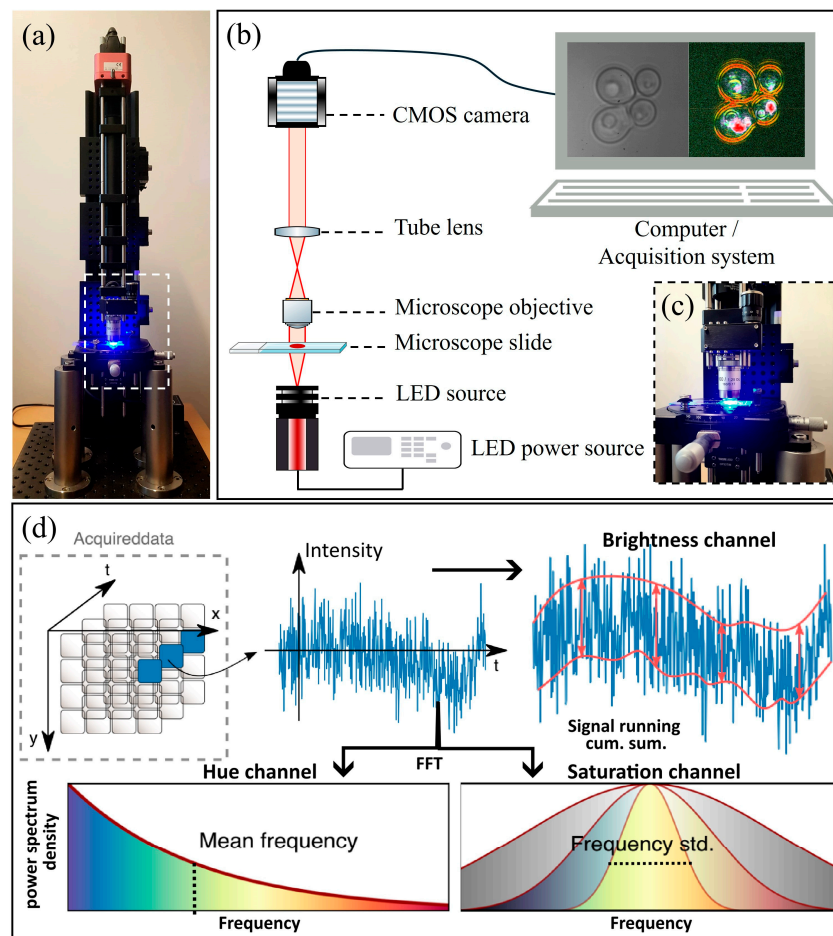 (a)
(b)
CMOS camera
Tube lens
Microscope objective
Microscope slide
LED source
LED power source
Computer /
Acquisition system
(c)
(d)
Acquireddata
t
x
y
Intensity
t
Brightness channel
Signal running
cum. sum.
FFT
Hue channel
Saturation channel
power spectrum
density
Mean frequency
Frequency
Frequency std.
Frequency